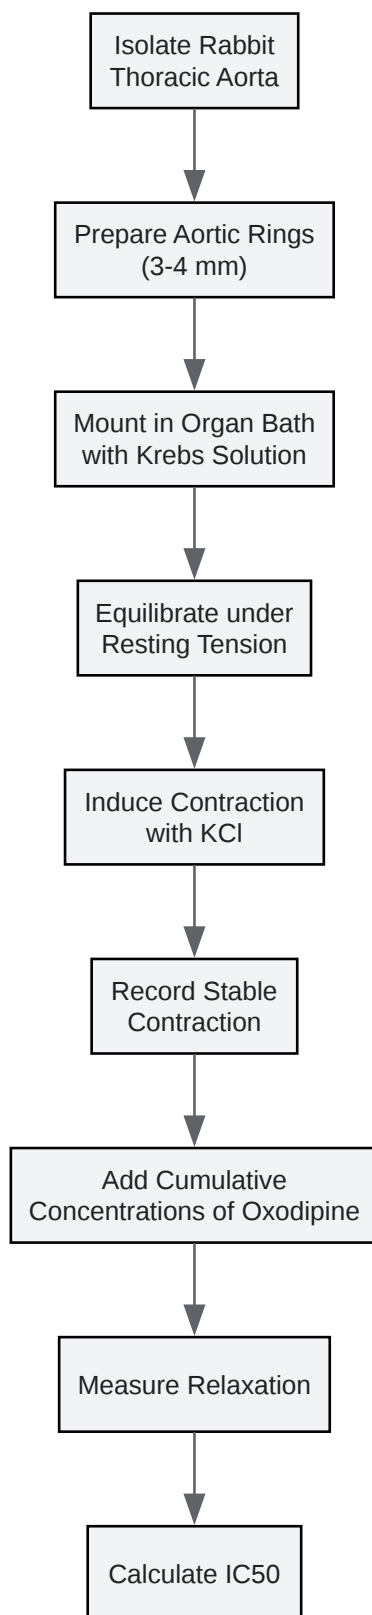 Isolate Rabbit
Thoracic Aorta
Prepare Aortic Rings
(3-4 mm)
Mount in Organ Bath
with Krebs Solution
Equilibrate under
Resting Tension
Induce Contraction
with KCl
Record Stable
Contraction
Add Cumulative
Concentrations of Oxodipine
Measure Relaxation
Calculate IC50